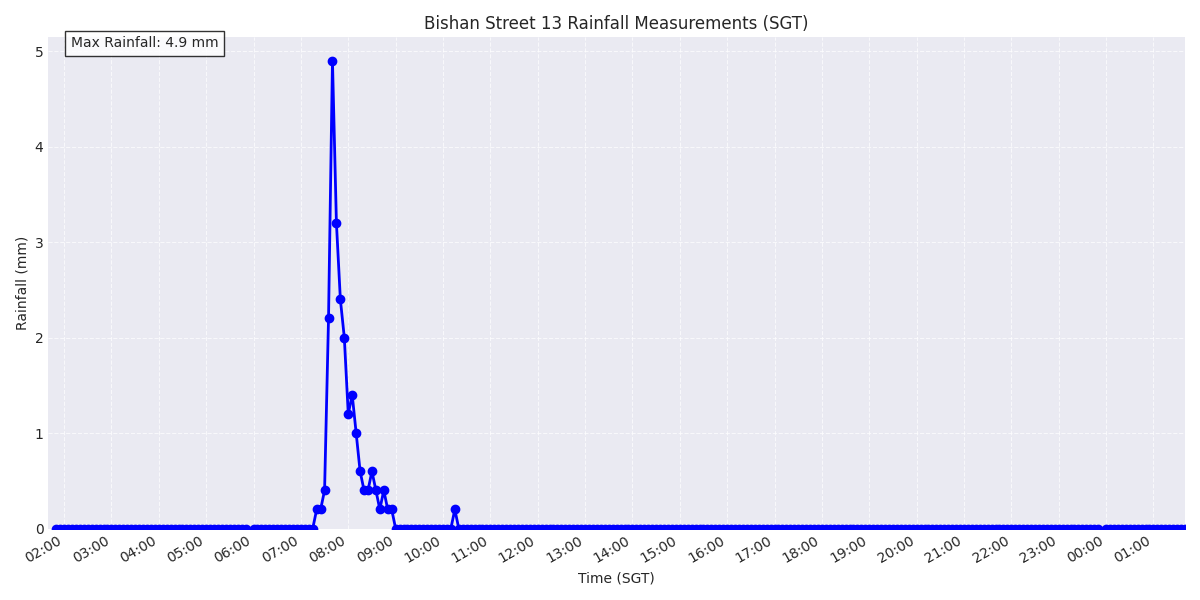 Bishan Street 13 Rainfall Measurements (SGT)
Max Rainfall: 4.9 mm
Rainfall (mm)
5
4
3
2
1
0
02:00 03:00 04:00 05:00 06:00 07:00 08:00 09:00 10:00 11:00 12:00 13:00 14:00 15:00 16:00 17:00 18:00 19:00 20:00 21:00 22:00 23:00 00:00 01:00
Time (SGT)